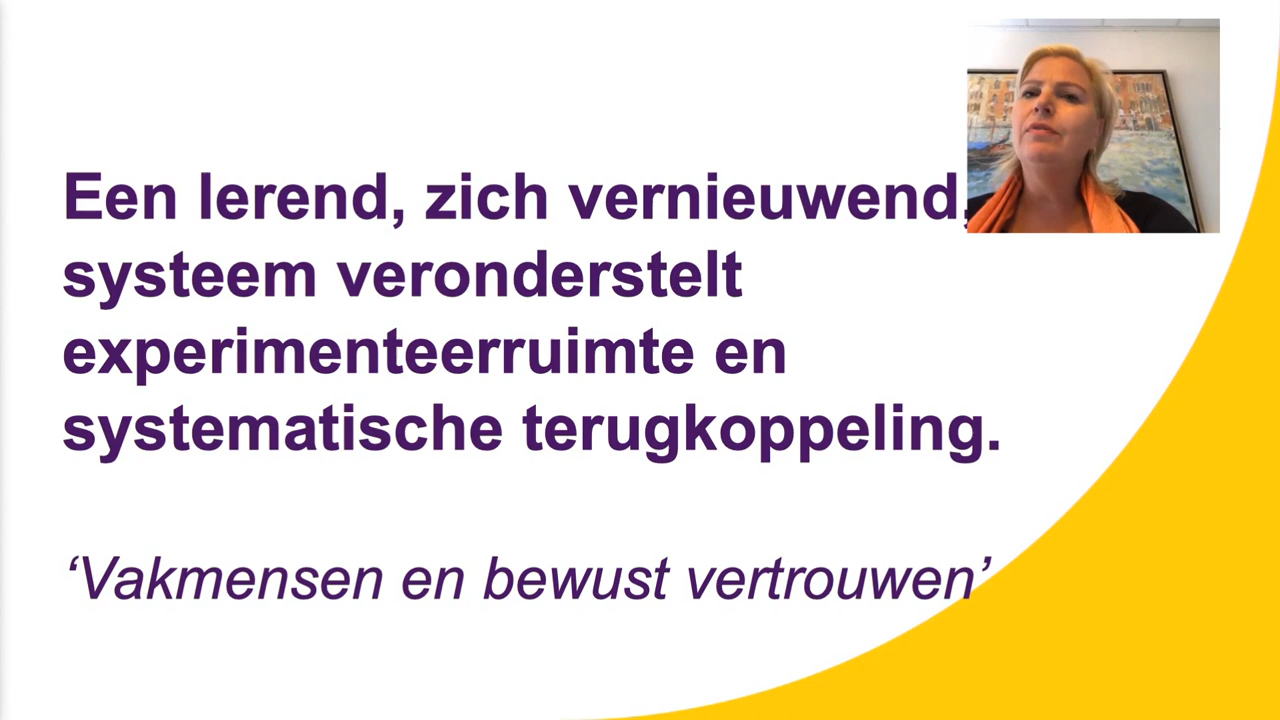 Een lerend, zich vernieuwend,
systeem veronderstelt
experimenteerruimte en
systematische terugkoppeling.
‘Vakmensen en bewust vertrouwen’